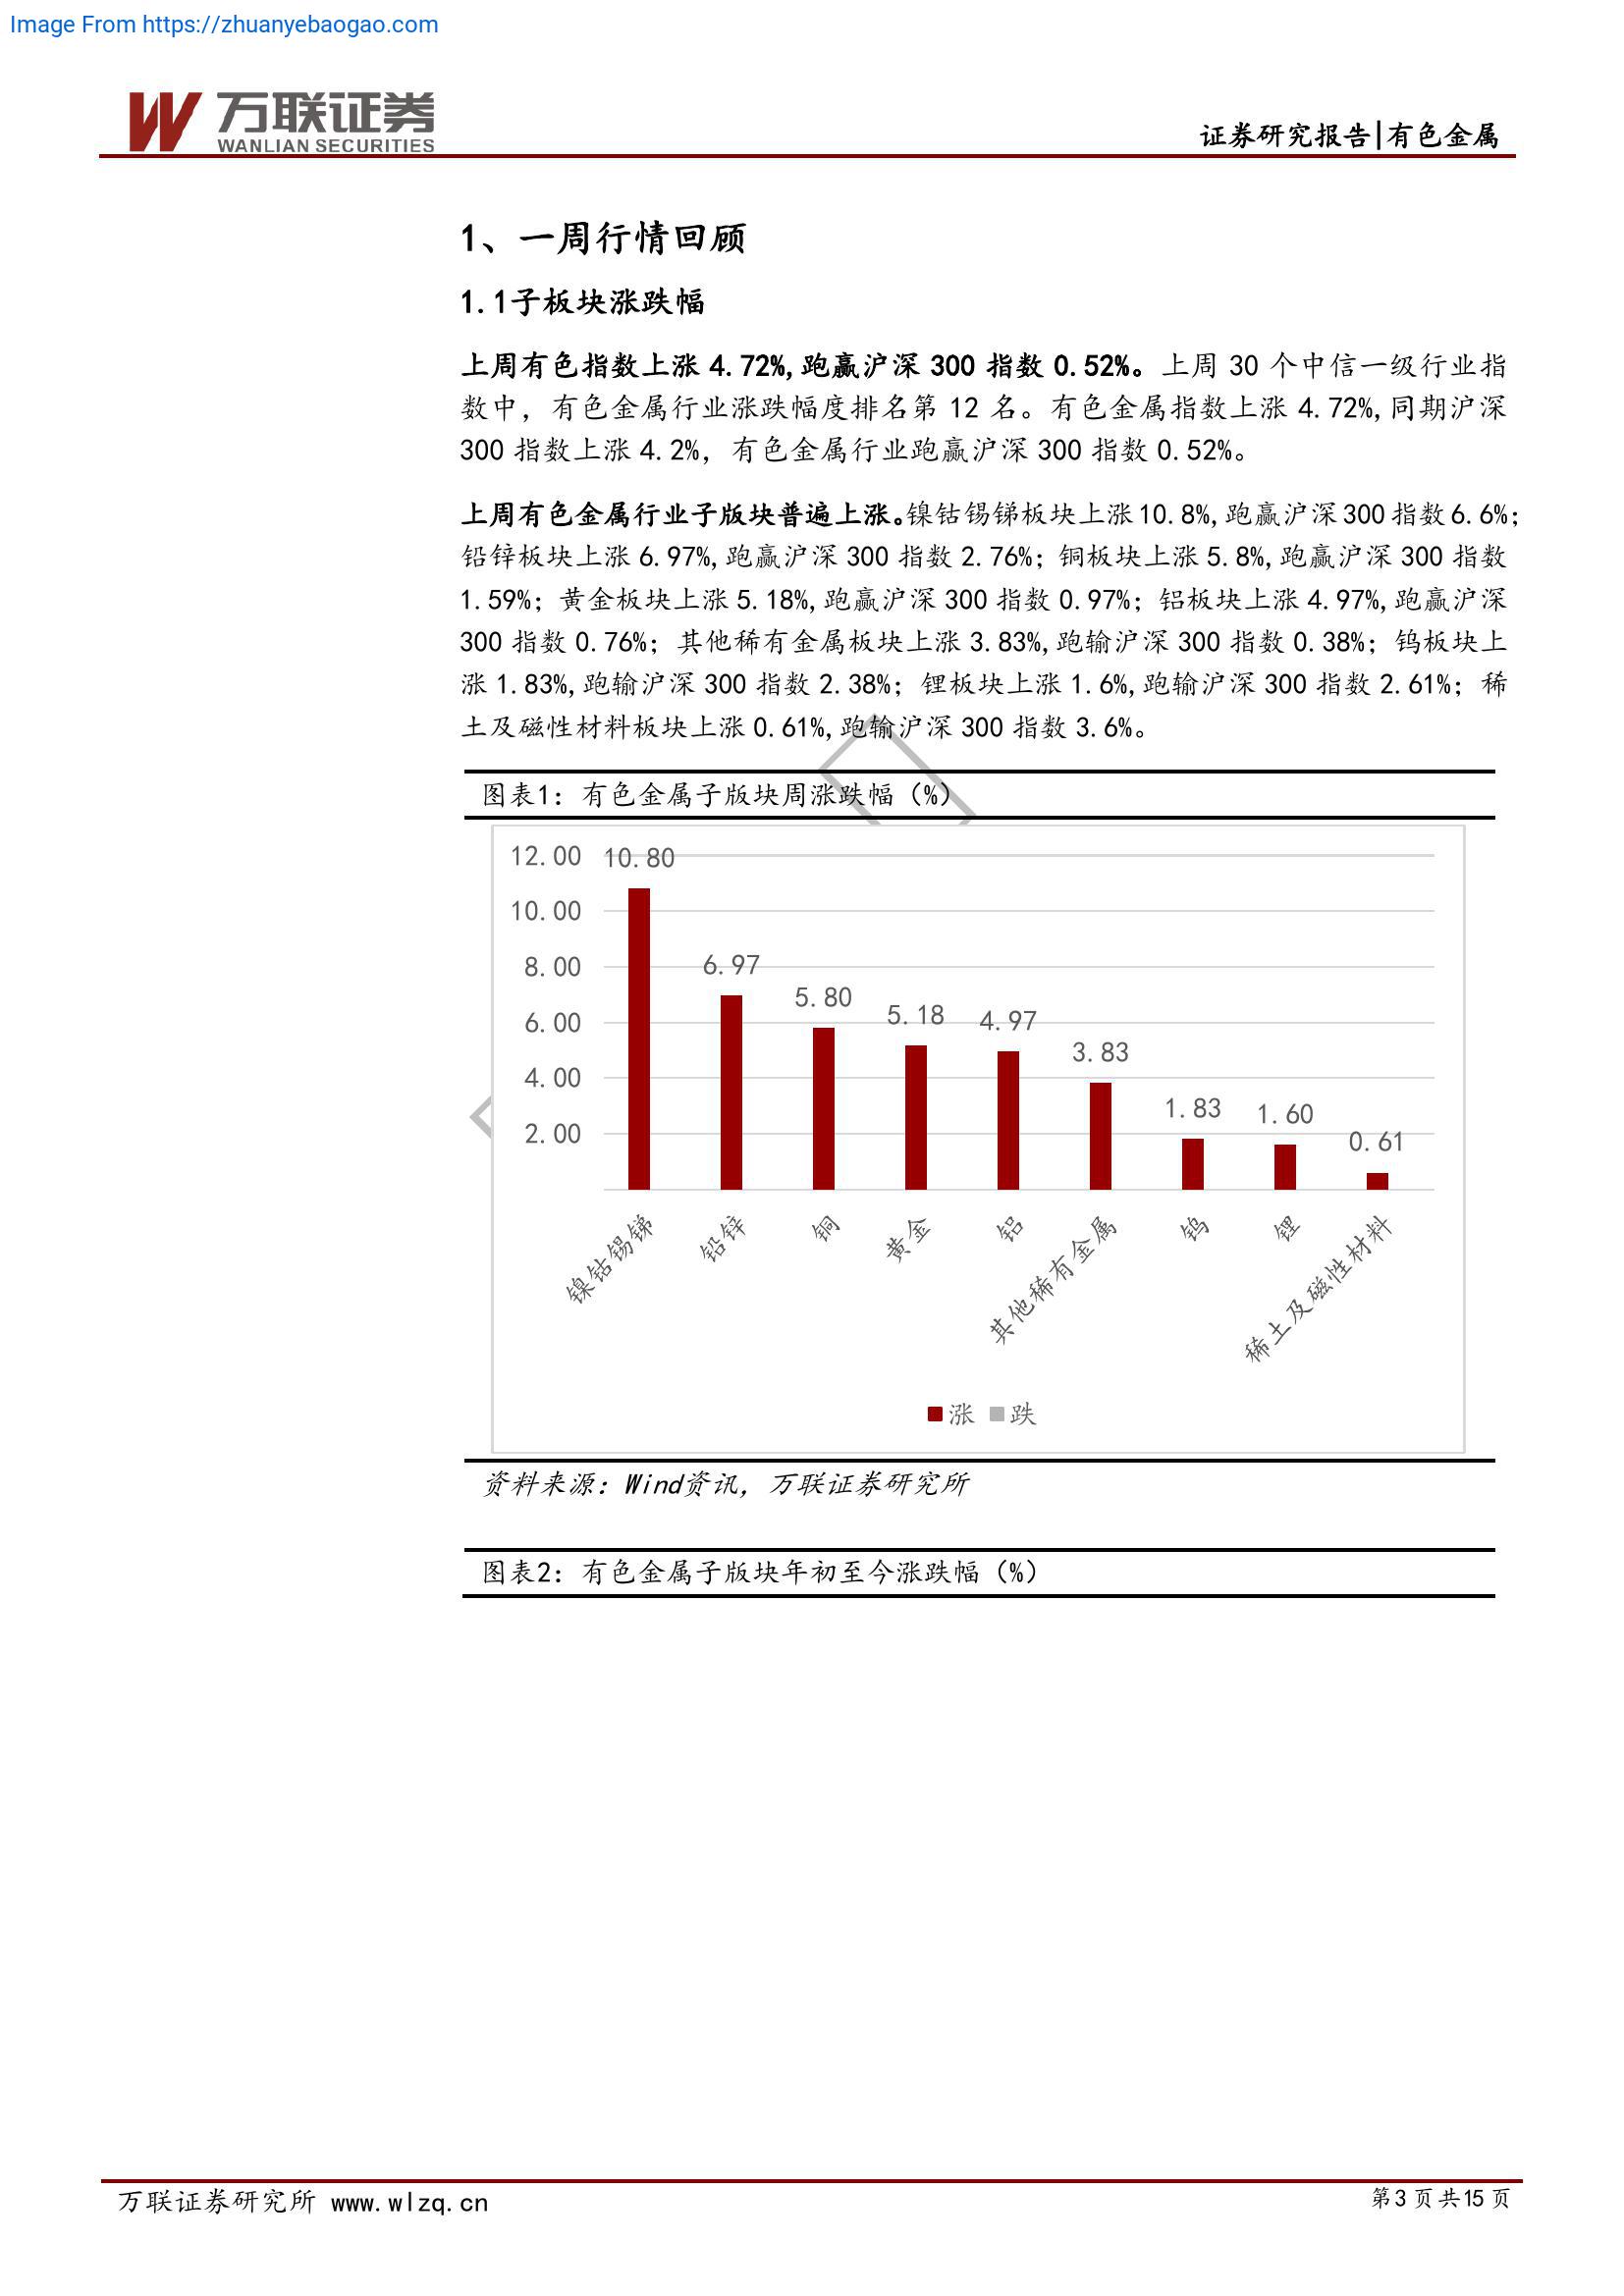 Image From https://zhuanyebaogao.com
万联证券
WANLIAN SECURITIES
证券研究报告|有色金属
1、一周行情回顾
1.1子板块涨跌幅
上周有色指数上涨 4.72%,跑赢沪深 300 指数 0.52%。上周 30 个中信一级行业指
数中，有色金属行业涨跌幅度排名第 12 名。有色金属指数上涨 4.72%,同期沪深
300 指数上涨 4.2%，有色金属行业跑赢沪深 300 指数 0.52%。
上周有色金属行业子版块普遍上涨。镍钴锡锑板块上涨10.8%,跑赢沪深300指数6.6%；
铅锌板块上涨 6.97%,跑赢沪深 300 指数 2.76%；铜板块上涨 5.8%,跑赢沪深 300 指数
1.59%；黄金板块上涨 5.18%,跑赢沪深 300 指数 0.97%；铝板块上涨 4.97%,跑赢沪深
300 指数 0.76%；其他稀有金属板块上涨 3.83%,跑输沪深 300 指数 0.38%；钨板块上
涨 1.83%,跑输沪深 300 指数 2.38%；锂板块上涨 1.6%,跑输沪深 300 指数 2.61%；稀
土及磁性材料板块上涨 0.61%,跑输沪深 300 指数 3.6%。
图表1：有色金属子版块周涨跌幅（%）
12.00
10.00
8.00
6.00
4.00
2.00
10.80
6.97
5.80
5.18
4.97
3.83
1.83
1.60
0.61
镍钴锡锑
铅锌
铜
黄金
铝
其他稀有金属
钨
锂
稀土及磁性材料
涨 跌
资料来源：Wind资讯，万联证券研究所
图表2：有色金属子版块年初至今涨跌幅（%）
万联证券研究所 www.wlzq.cn
第3 页共15 页